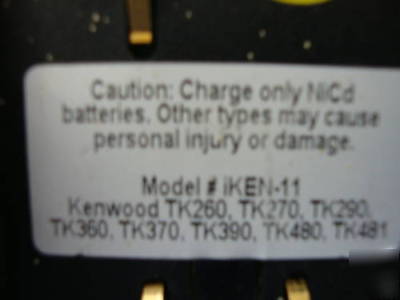 Caution: Charge only NiCd
batteries. Other types may cause
personal injury or damage.
Model # iKEN-11
Kenwood TK260, TK270, TK290,
TK360, TK370, TK390, TK480, TK481